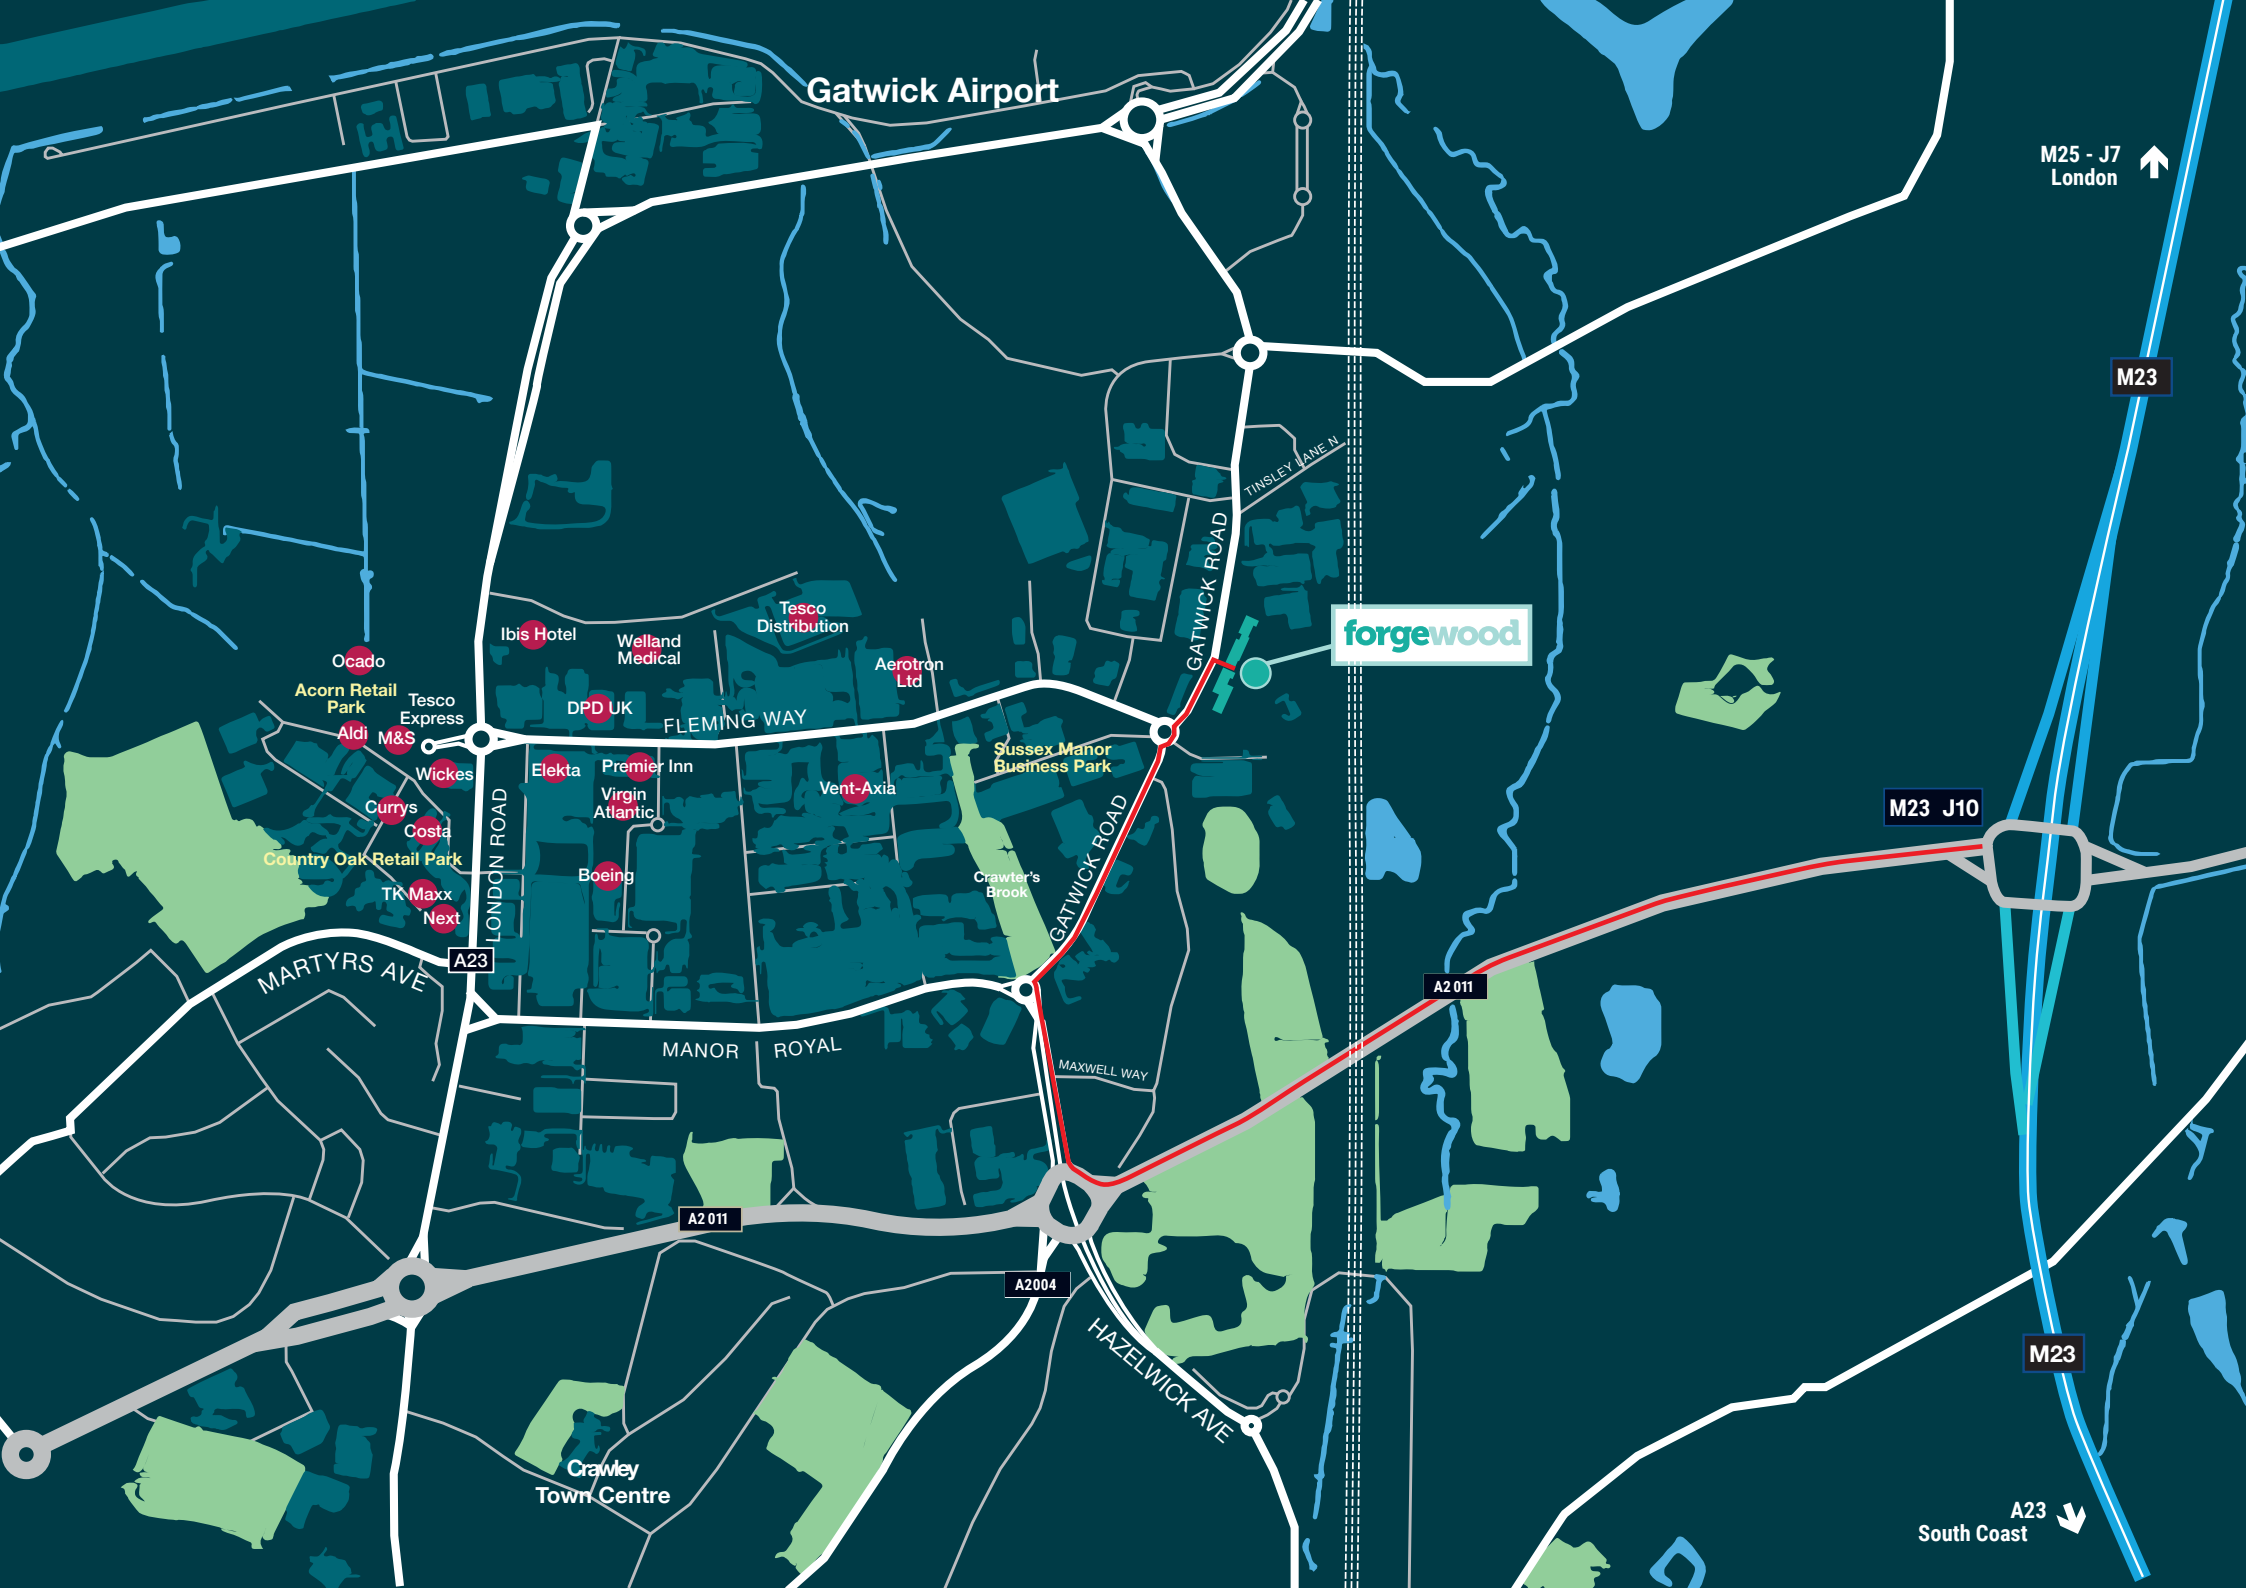 Gatwick Airport
M25 - J7
London
M23
TINSLEY LANE N
GATWICK ROAD
forgewood
Tesco
Distribution
Ibis Hotel
Welland
Medical
Ocado
Aerotron
Ltd
Acorn Retail
Park
Tesco
Express
DPD UK
FLEMING WAY
Aldi
M&S
Sussex Manor
Business Park
Wickes
Elekta
Premier Inn
Vent-Axia
Virgin
Atlantic
Currys
Costa
M23 J10
LONDON ROAD
GATWICK ROAD
Country Oak Retail Park
Boeing
Crawter's
Brook
TK Maxx
Next
A23
MARTYRS AVE
A2 011
MANOR ROYAL
MAXWELL WAY
A2 011
A2004
HAZELWICK AVE
M23
Crawley
Town Centre
A23
South Coast